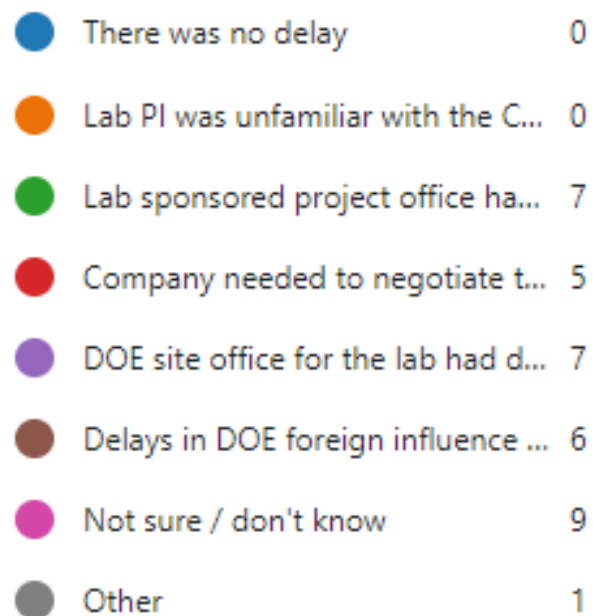 There was no delay 0
Lab PI was unfamiliar with the C... 0
Lab sponsored project office ha... 7
Company needed to negotiate t... 5
DOE site office for the lab had d... 7
Delays in DOE foreign influence ... 6
Not sure / don't know 9
Other 1